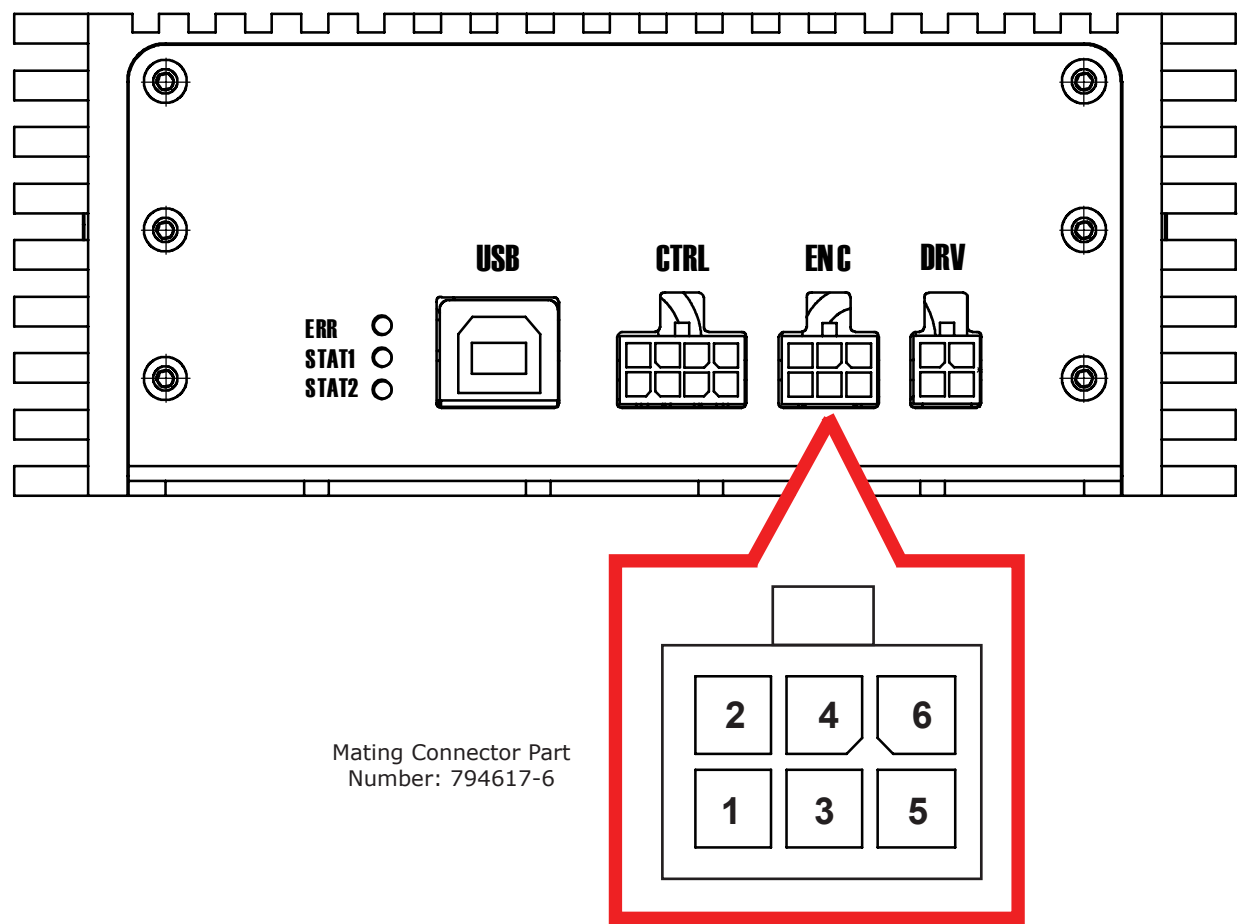 USB CTRL ENC DRV
ERR
STAT1
STAT2
2 4 6
Mating Connector Part
Number: 794617-6
1 3 5